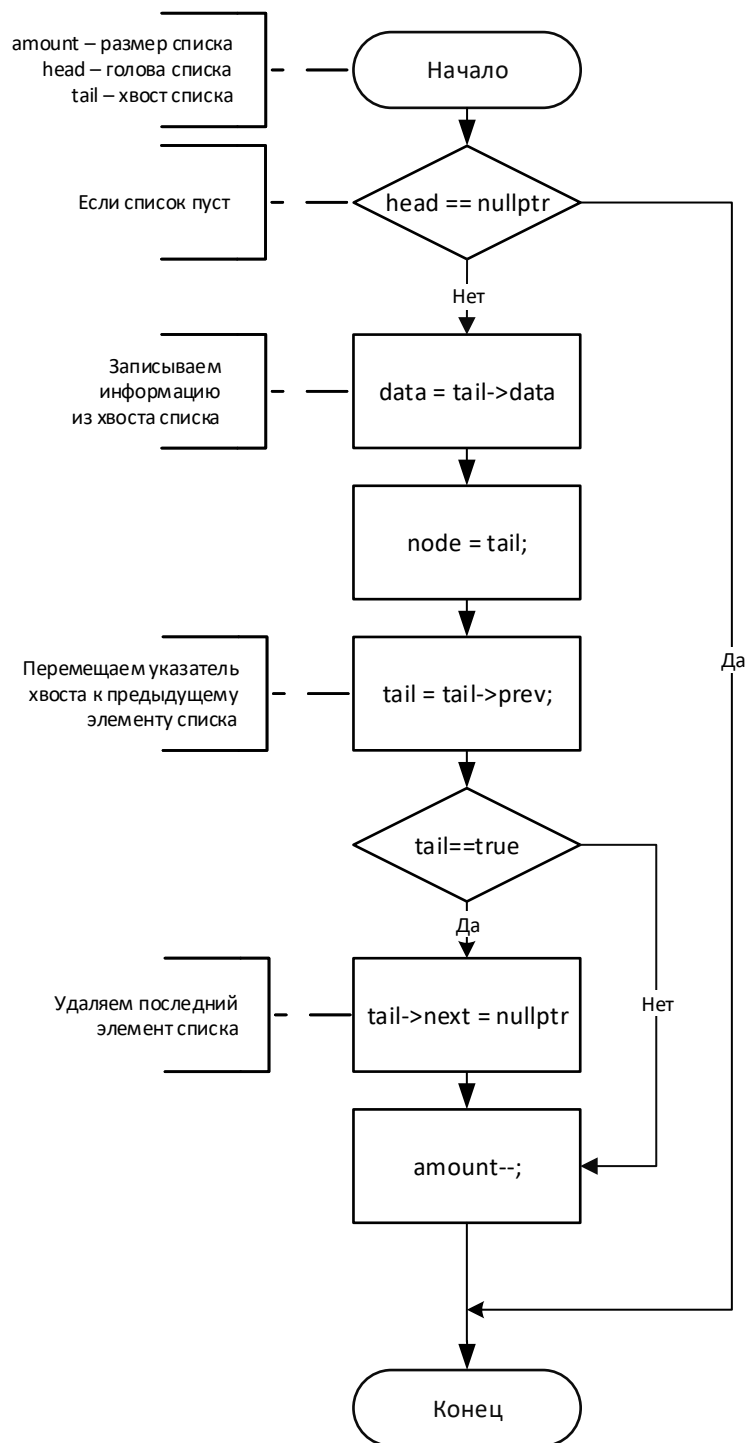 amount – размер списка
head – голова списка
tail – хвост списка
Начало
Если список пуст
head == nullptr
Нет
Записываем
информацию
из хвоста списка
data = tail->data
node = tail;
Перемещаем указатель
хвоста к предыдущему
элементу списка
tail = tail->prev;
Да
tail==true
Да
Удаляем последний
элемент списка
tail->next = nullptr
Нет
amount--;
Конец